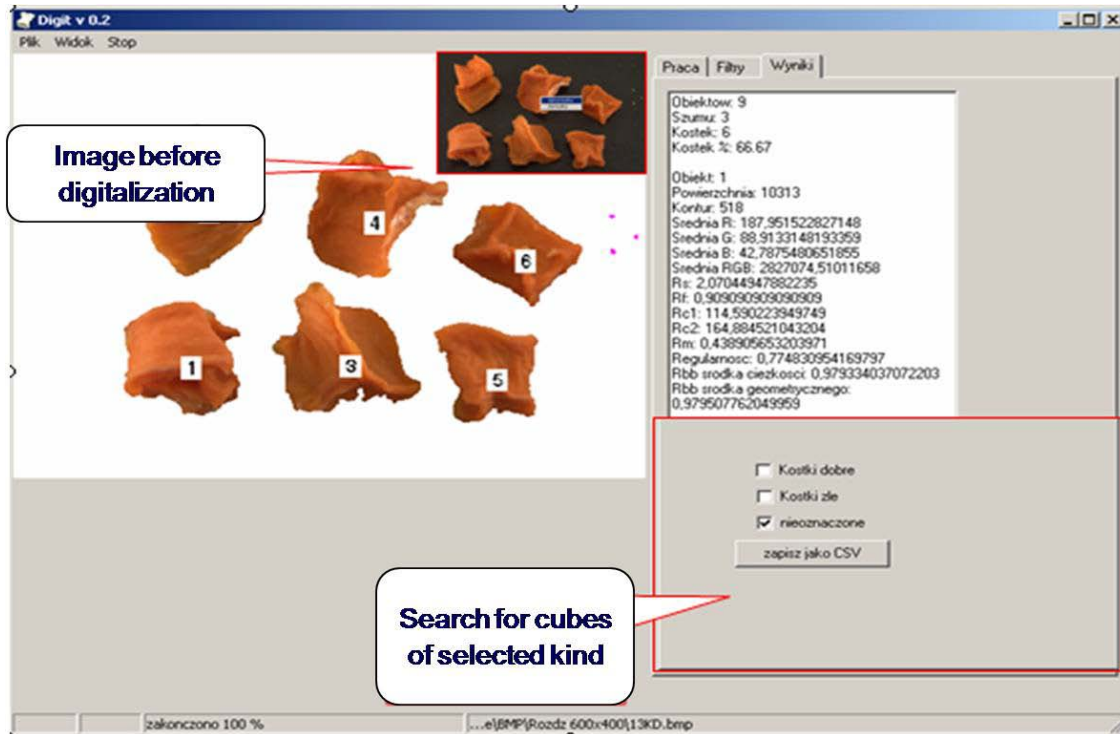 Digit v 0.2
Plik Widok Stop
Image before
digitalization
4
6
1
3
5
Praca
Filtry
Wyniki
Obiektow: 9
Szumu: 3
Kostek: 6
Kostek %: 66.67
Obiekt: 1
Powierzchnia: 10313
Kontur: 518
Srednia R: 187,951522827148
Srednia G: 88,9133148193359
Srednia B: 42,7875480651855
Srednia RGB: 2827074,51011658
Rs: 2,07044947882235
Rf: 0,909090909090909
Rc1: 114,590223949749
Rc2: 164,884521043204
Rm: 0,438905653203971
Regularnosc: 0,774830954169797
Rbb srodka ciezkosci: 0,979334037072203
Rbb srodka geometrycznego:
0,979507762049959
Kostki dobre
Kostki zle
nieoznaczone
zapisz jako CSV
Search for cubes
of selected kind
zakonczono 100 %
...e\BMP\Rozdz 600x400\13KD.bmp